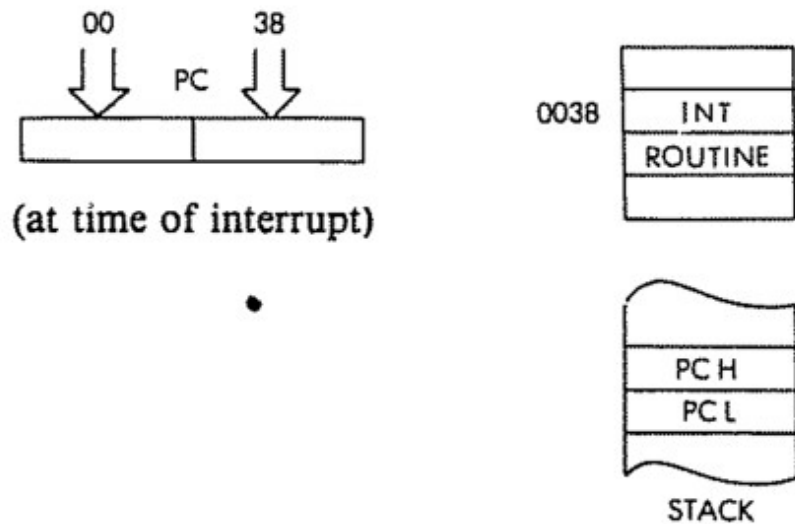 00 38
PC
0038 INT
ROUTINE
(at time of interrupt)
PC H
PC L
STACK